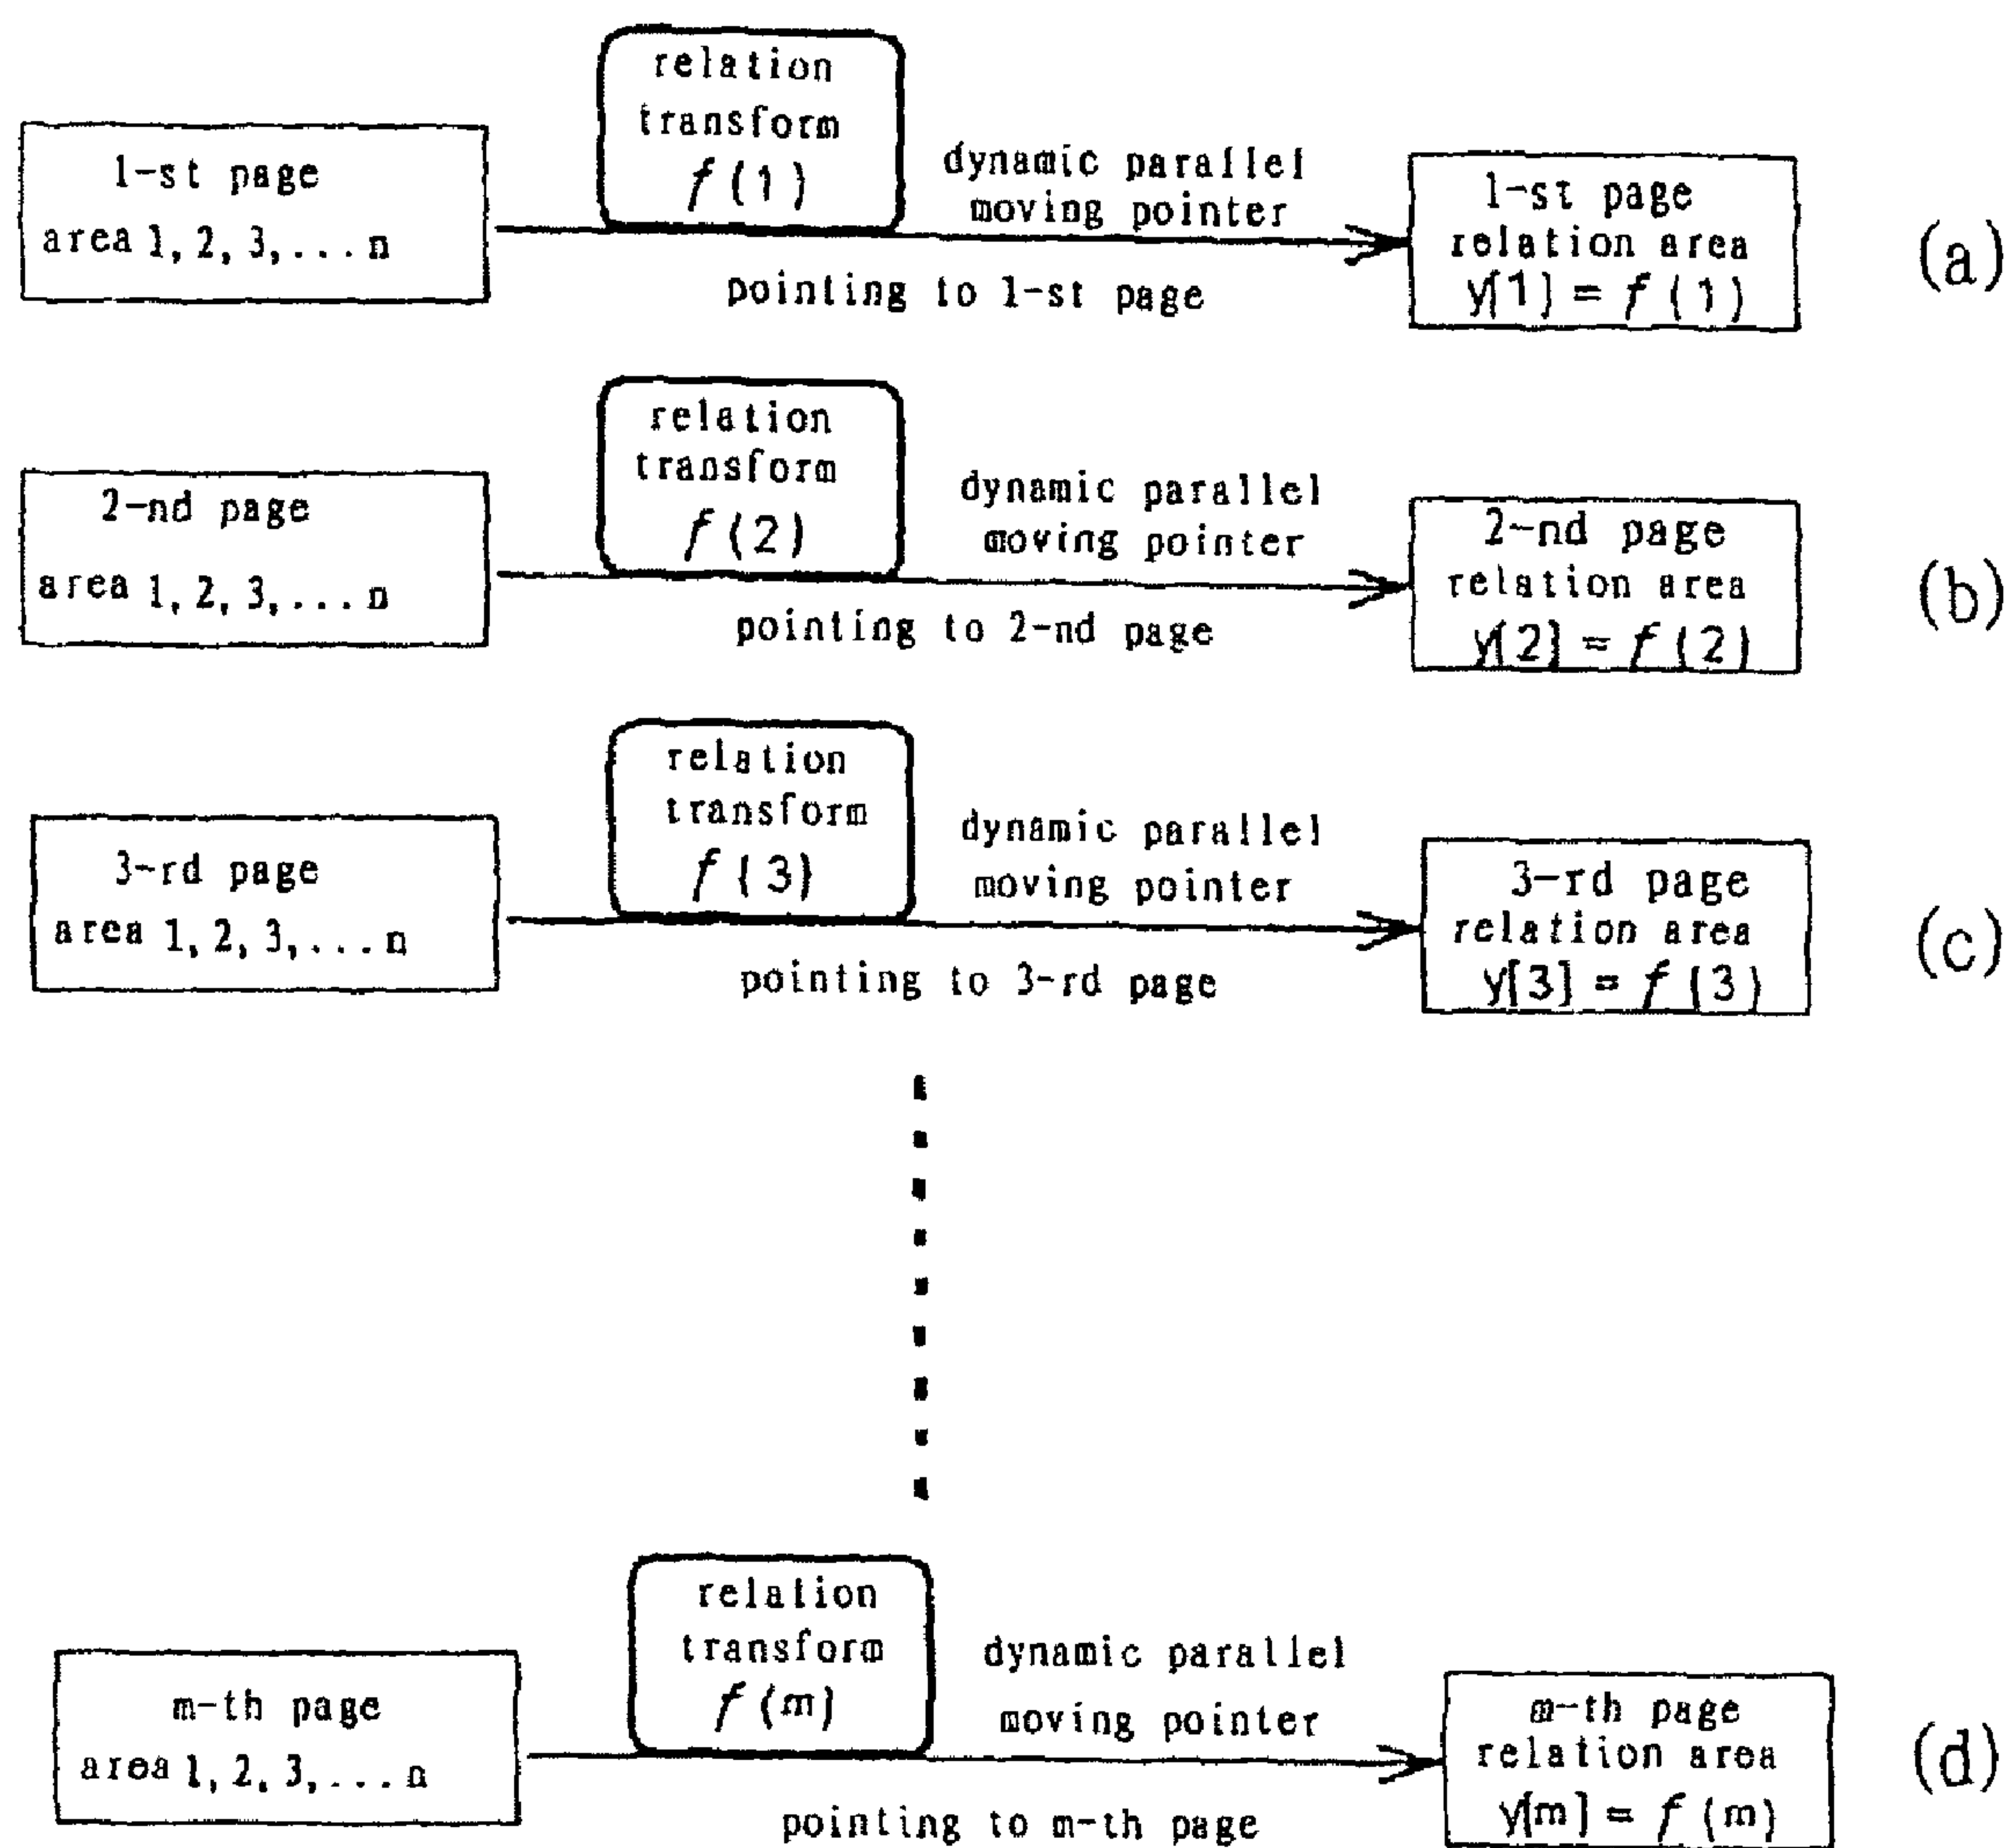 relation
transform
f(1)
1-st page
area 1, 2, 3, ... n
dynamic parallel
moving pointer
pointing to 1-st page
1-st page
relation area
y[1] = f(1)
(a)
relation
transform
f(2)
2-nd page
area 1, 2, 3, ... n
dynamic parallel
moving pointer
pointing to 2-nd page
2-nd page
relation area
y[2] = f(2)
(b)
relation
transform
f(3)
3-rd page
area 1, 2, 3, ... n
dynamic parallel
moving pointer
pointing to 3-rd page
3-rd page
relation area
y[3] = f(3)
(c)
relation
transform
f(m)
m-th page
area 1, 2, 3, ... n
dynamic parallel
moving pointer
pointing to m-th page
m-th page
relation area
y[m] = f(m)
(d)